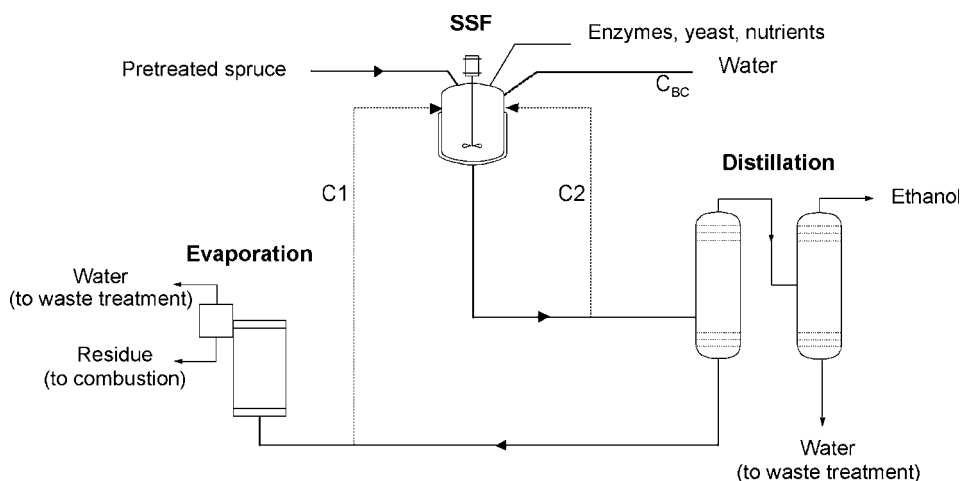 SSF
Enzymes, yeast, nutrients
Pretreated spruce
Water
C_BC
C1
C2
Distillation
Ethanol
Evaporation
Water
(to waste treatment)
Residue
(to combustion)
Water
(to waste treatment)